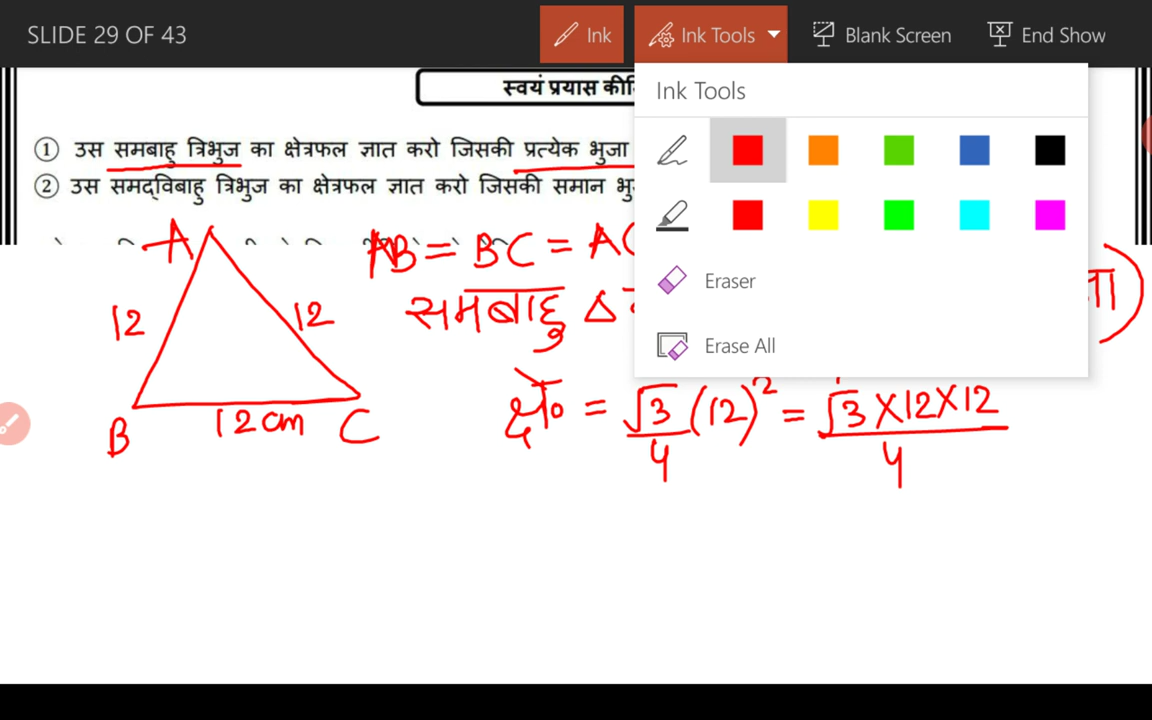 SLIDE 29 OF 43
Ink
Ink Tools
Blank Screen
End Show
Ink Tools
Eraser
Erase All
स्वयं प्रयास
① उस समबाहु त्रिभुज का क्षेत्रफल ज्ञात करो जिसकी प्रत्येक भुजा
② उस समद्विबाहु त्रिभुज का क्षेत्रफल ज्ञात करो जिसकी समान
A
AB = BC = AC
समबाहु Δ
12
12
क्षे० = √3/4 (12)² = √3×12×12/4
B
12 cm
C